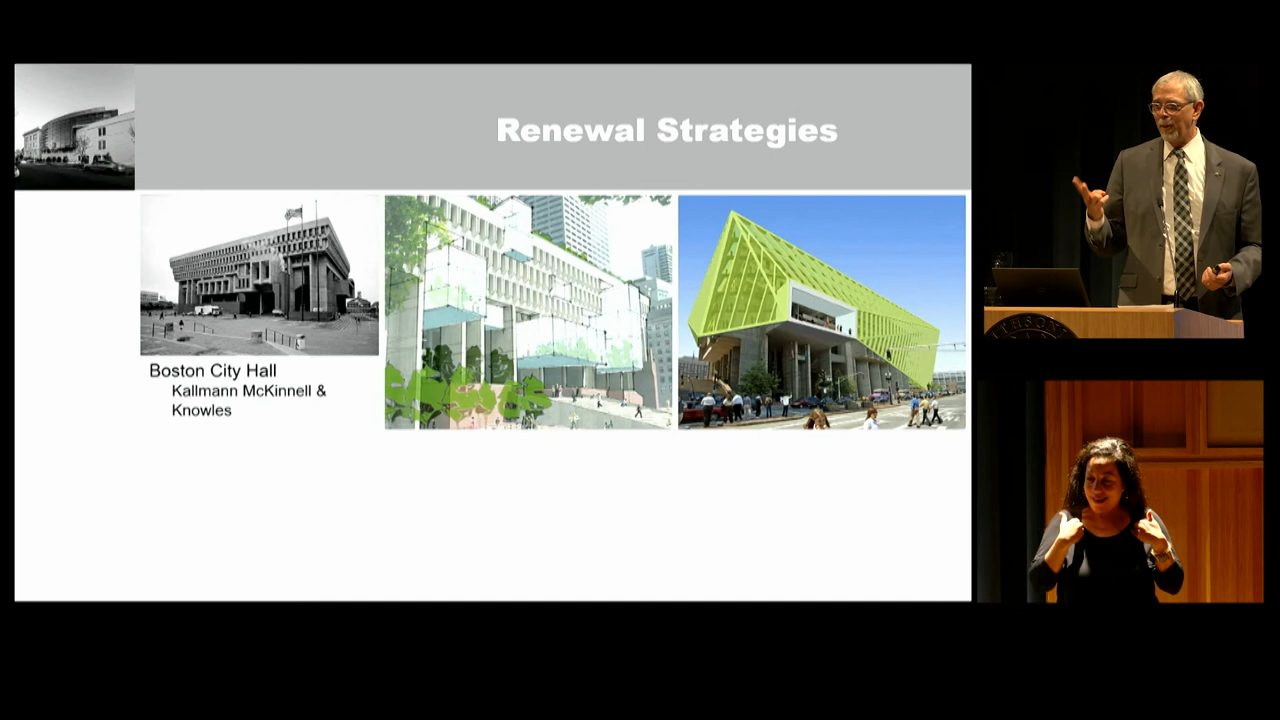 Renewal Strategies
Boston City Hall
Kallmann McKinnell &
Knowles